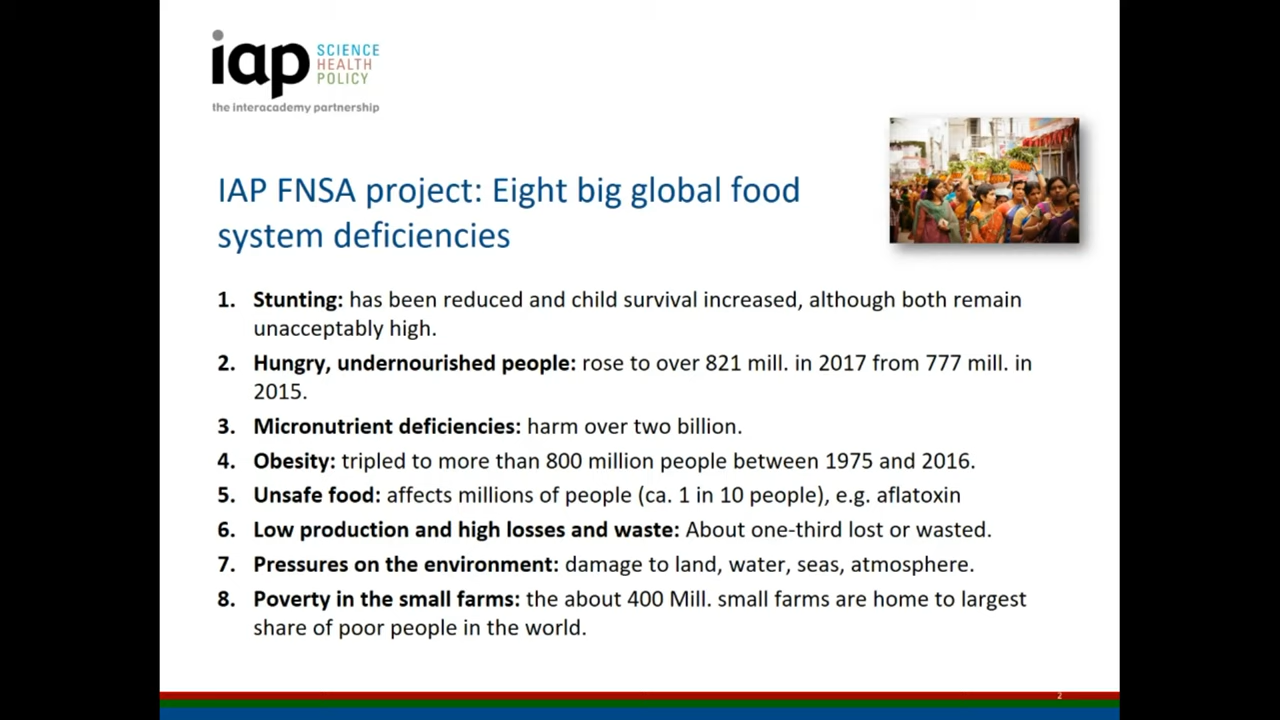 iap
SCIENCE
HEALTH
POLICY
the interacademy partnership
IAP FNSA project: Eight big global food
system deficiencies
1. Stunting: has been reduced and child survival increased, although both remain
unacceptably high.
2. Hungry, undernourished people: rose to over 821 mill. in 2017 from 777 mill. in
2015.
3. Micronutrient deficiencies: harm over two billion.
4. Obesity: tripled to more than 800 million people between 1975 and 2016.
5. Unsafe food: affects millions of people (ca. 1 in 10 people), e.g. aflatoxin
6. Low production and high losses and waste: About one-third lost or wasted.
7. Pressures on the environment: damage to land, water, seas, atmosphere.
8. Poverty in the small farms: the about 400 Mill. small farms are home to largest
share of poor people in the world.
2